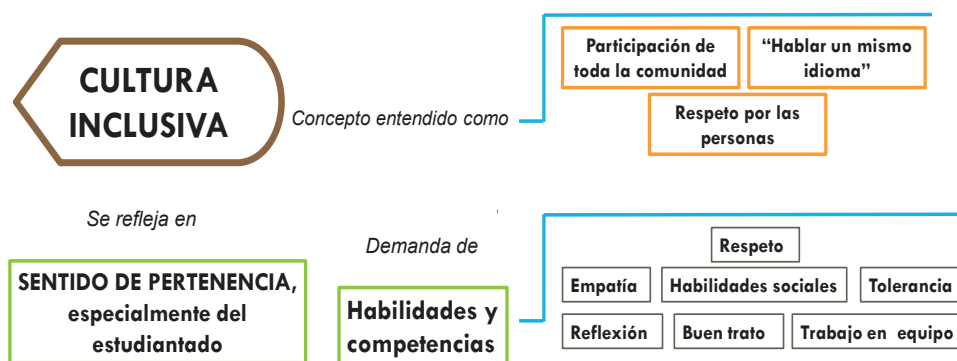 CULTURA
INCLUSIVA
Concepto entendido como
Participación de
toda la comunidad
“Hablar un mismo
idioma”
Respeto por las
personas
Se refleja en
SENTIDO DE PERTENENCIA,
especialmente del
estudiantado
Demanda de
Habilidades y
competencias
Respeto
Empatía
Habilidades sociales
Tolerancia
Reflexión
Buen trato
Trabajo en equipo